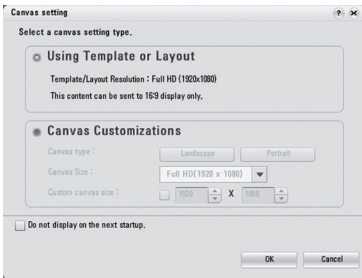 Canvas setting
Select a canvas setting type.
Using Template or Layout
Template/Layout Resolution : Full HD (1920x1080)
This content can be sent to 16:9 display only.
Canvas Customizations
Canvas type :
Landscape
Portrait
Canvas Size :
Full HD(1920 x 1080)
Custom canvas size :
1920 X 1080
Do not display on the next startup.
OK
Cancel